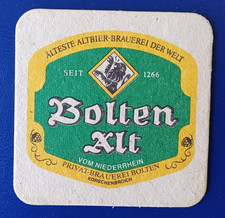 ÄLTESTE ALTBIER-BRAUEREI DER WELT
SEIT 1266
Bolten
Alt
VOM NIEDERRHEIN
PRIVAT-BRAUEREI BOLTEN
KORSCHENBROICH